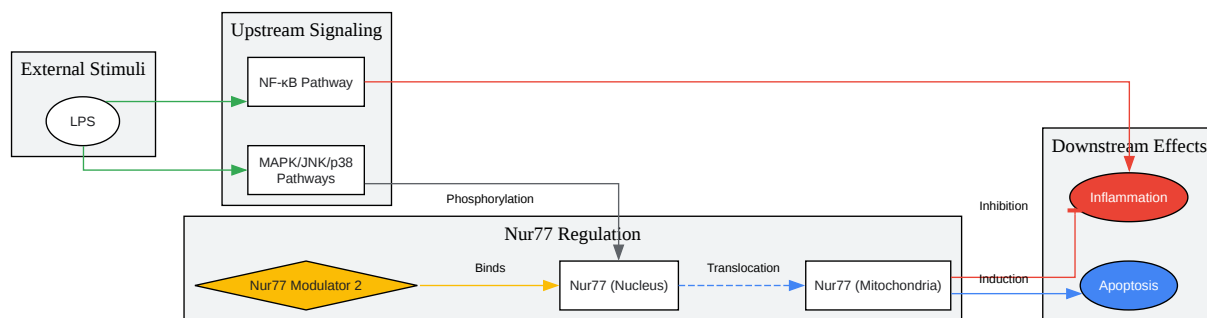 External Stimuli
LPS
Upstream Signaling
NF-κB Pathway
MAPK/JNK/p38
Pathways
Phosphorylation
Nur77 Regulation
Nur77 Modulator 2
Binds
Nur77 (Nucleus)
Translocation
Nur77 (Mitochondria)
Inhibition
Induction
Downstream Effects
Inflammation
Apoptosis